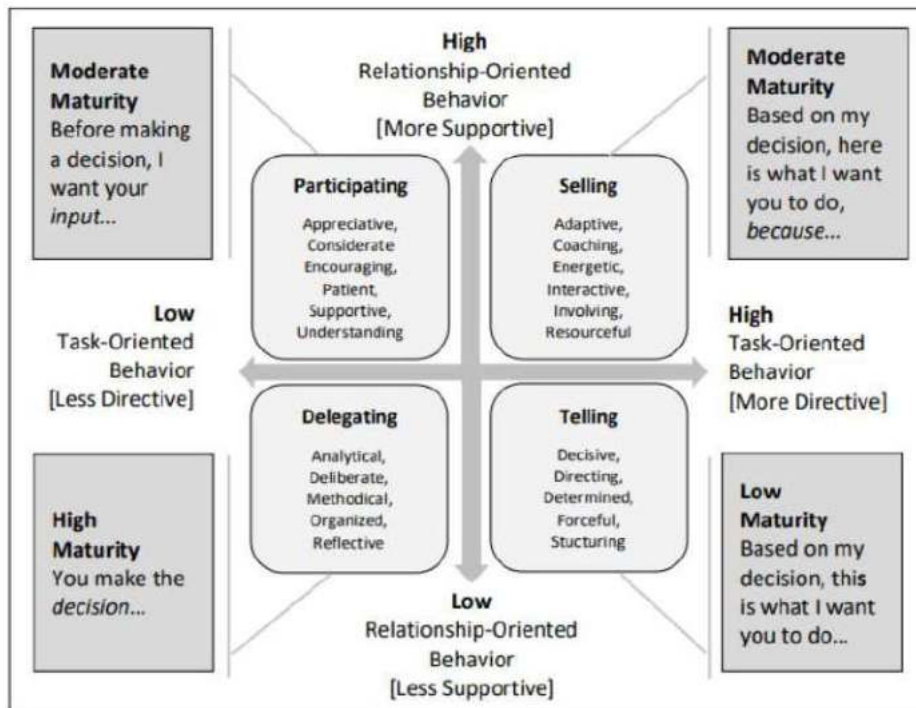 Moderate
Maturity
Before making
a decision, I
want your
input...
High
Relationship-Oriented
Behavior
[More Supportive]
Moderate
Maturity
Based on my
decision, here
is what I want
you to do,
because...
Participating
Appreciative,
Considerate
Encouraging,
Patient,
Supportive,
Understanding
Selling
Adaptive,
Coaching,
Energetic,
Interactive,
Involving,
Resourceful
Low
Task-Oriented
Behavior
[Less Directive]
High
Task-Oriented
Behavior
[More Directive]
Delegating
Analytical,
Deliberate,
Methodical,
Organized,
Reflective
Telling
Decisive,
Directing,
Determined,
Forceful,
Stucturing
High
Maturity
You make the
decision...
Low
Maturity
Based on my
decision, this
is what I want
you to do...
Low
Relationship-Oriented
Behavior
[Less Supportive]